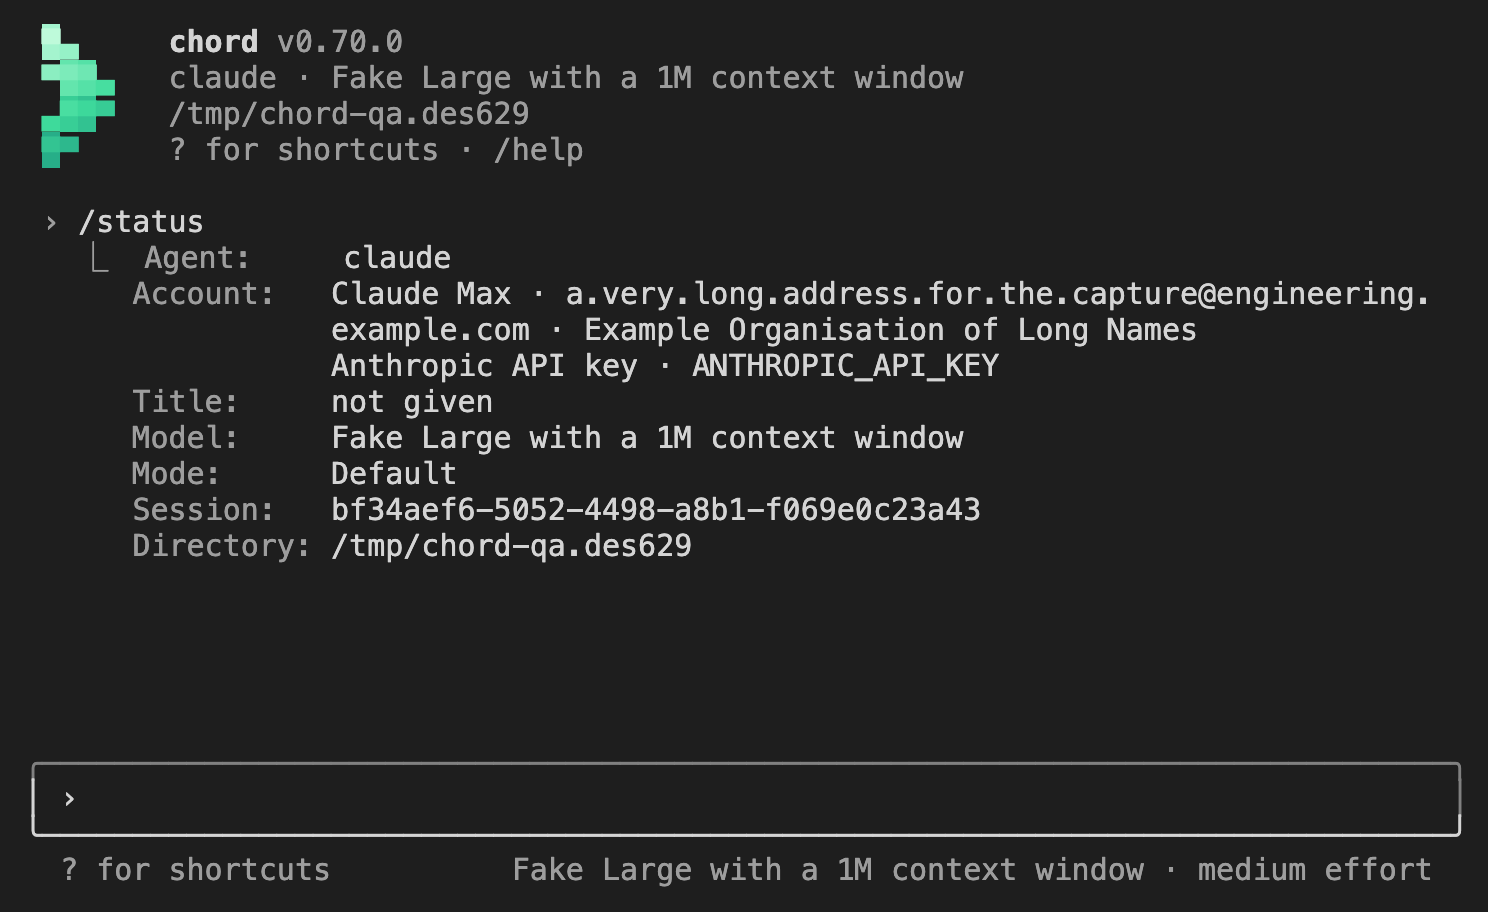 chord v0.70.0
claude · Fake Large with a 1M context window
/tmp/chord-qa.des629
? for shortcuts · /help
› /status
⎿ Agent: claude
Account: Claude Max · a.very.long.address.for.the.capture@engineering.
example.com · Example Organisation of Long Names
Anthropic API key · ANTHROPIC_API_KEY
Title: not given
Model: Fake Large with a 1M context window
Mode: Default
Session: bf34aef6-5052-4498-a8b1-f069e0c23a43
Directory: /tmp/chord-qa.des629
›
? for shortcuts Fake Large with a 1M context window · medium effort